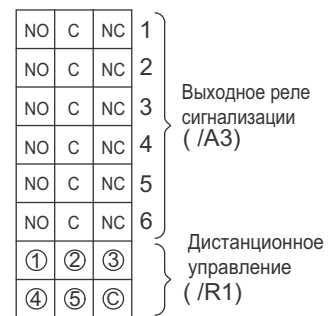 NO C NC 1
NO C NC 2
NO C NC 3
NO C NC 4
NO C NC 5
NO C NC 6
① ② ③
④ ⑤ Ⓒ
Выходное реле
сигнализации
( /A3)
Дистанционное
управление
( /R1)